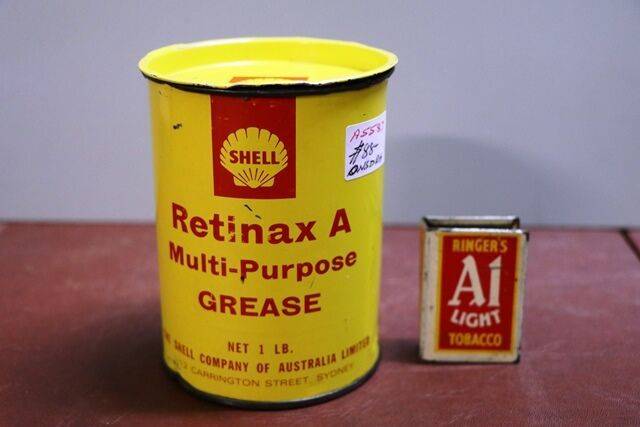 SHELL
Retinax A
Multi-Purpose
GREASE
NET 1 LB.
SHELL COMPANY OF AUSTRALIA LIMITED
CARRINGTON STREET, SYDNEY
RINGER'S
A1
LIGHT
TOBACCO